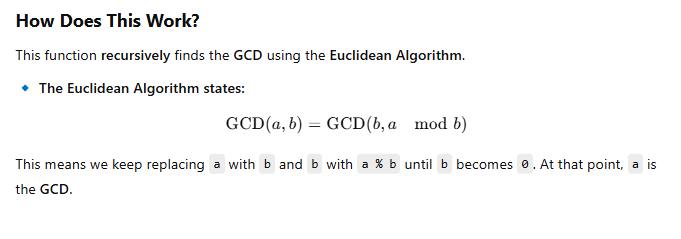 How Does This Work?
This function recursively finds the GCD using the Euclidean Algorithm.
The Euclidean Algorithm states:
GCD(a, b) = GCD(b, a mod b)
This means we keep replacing a with b and b with a % b until b becomes 0. At that point, a is
the GCD.